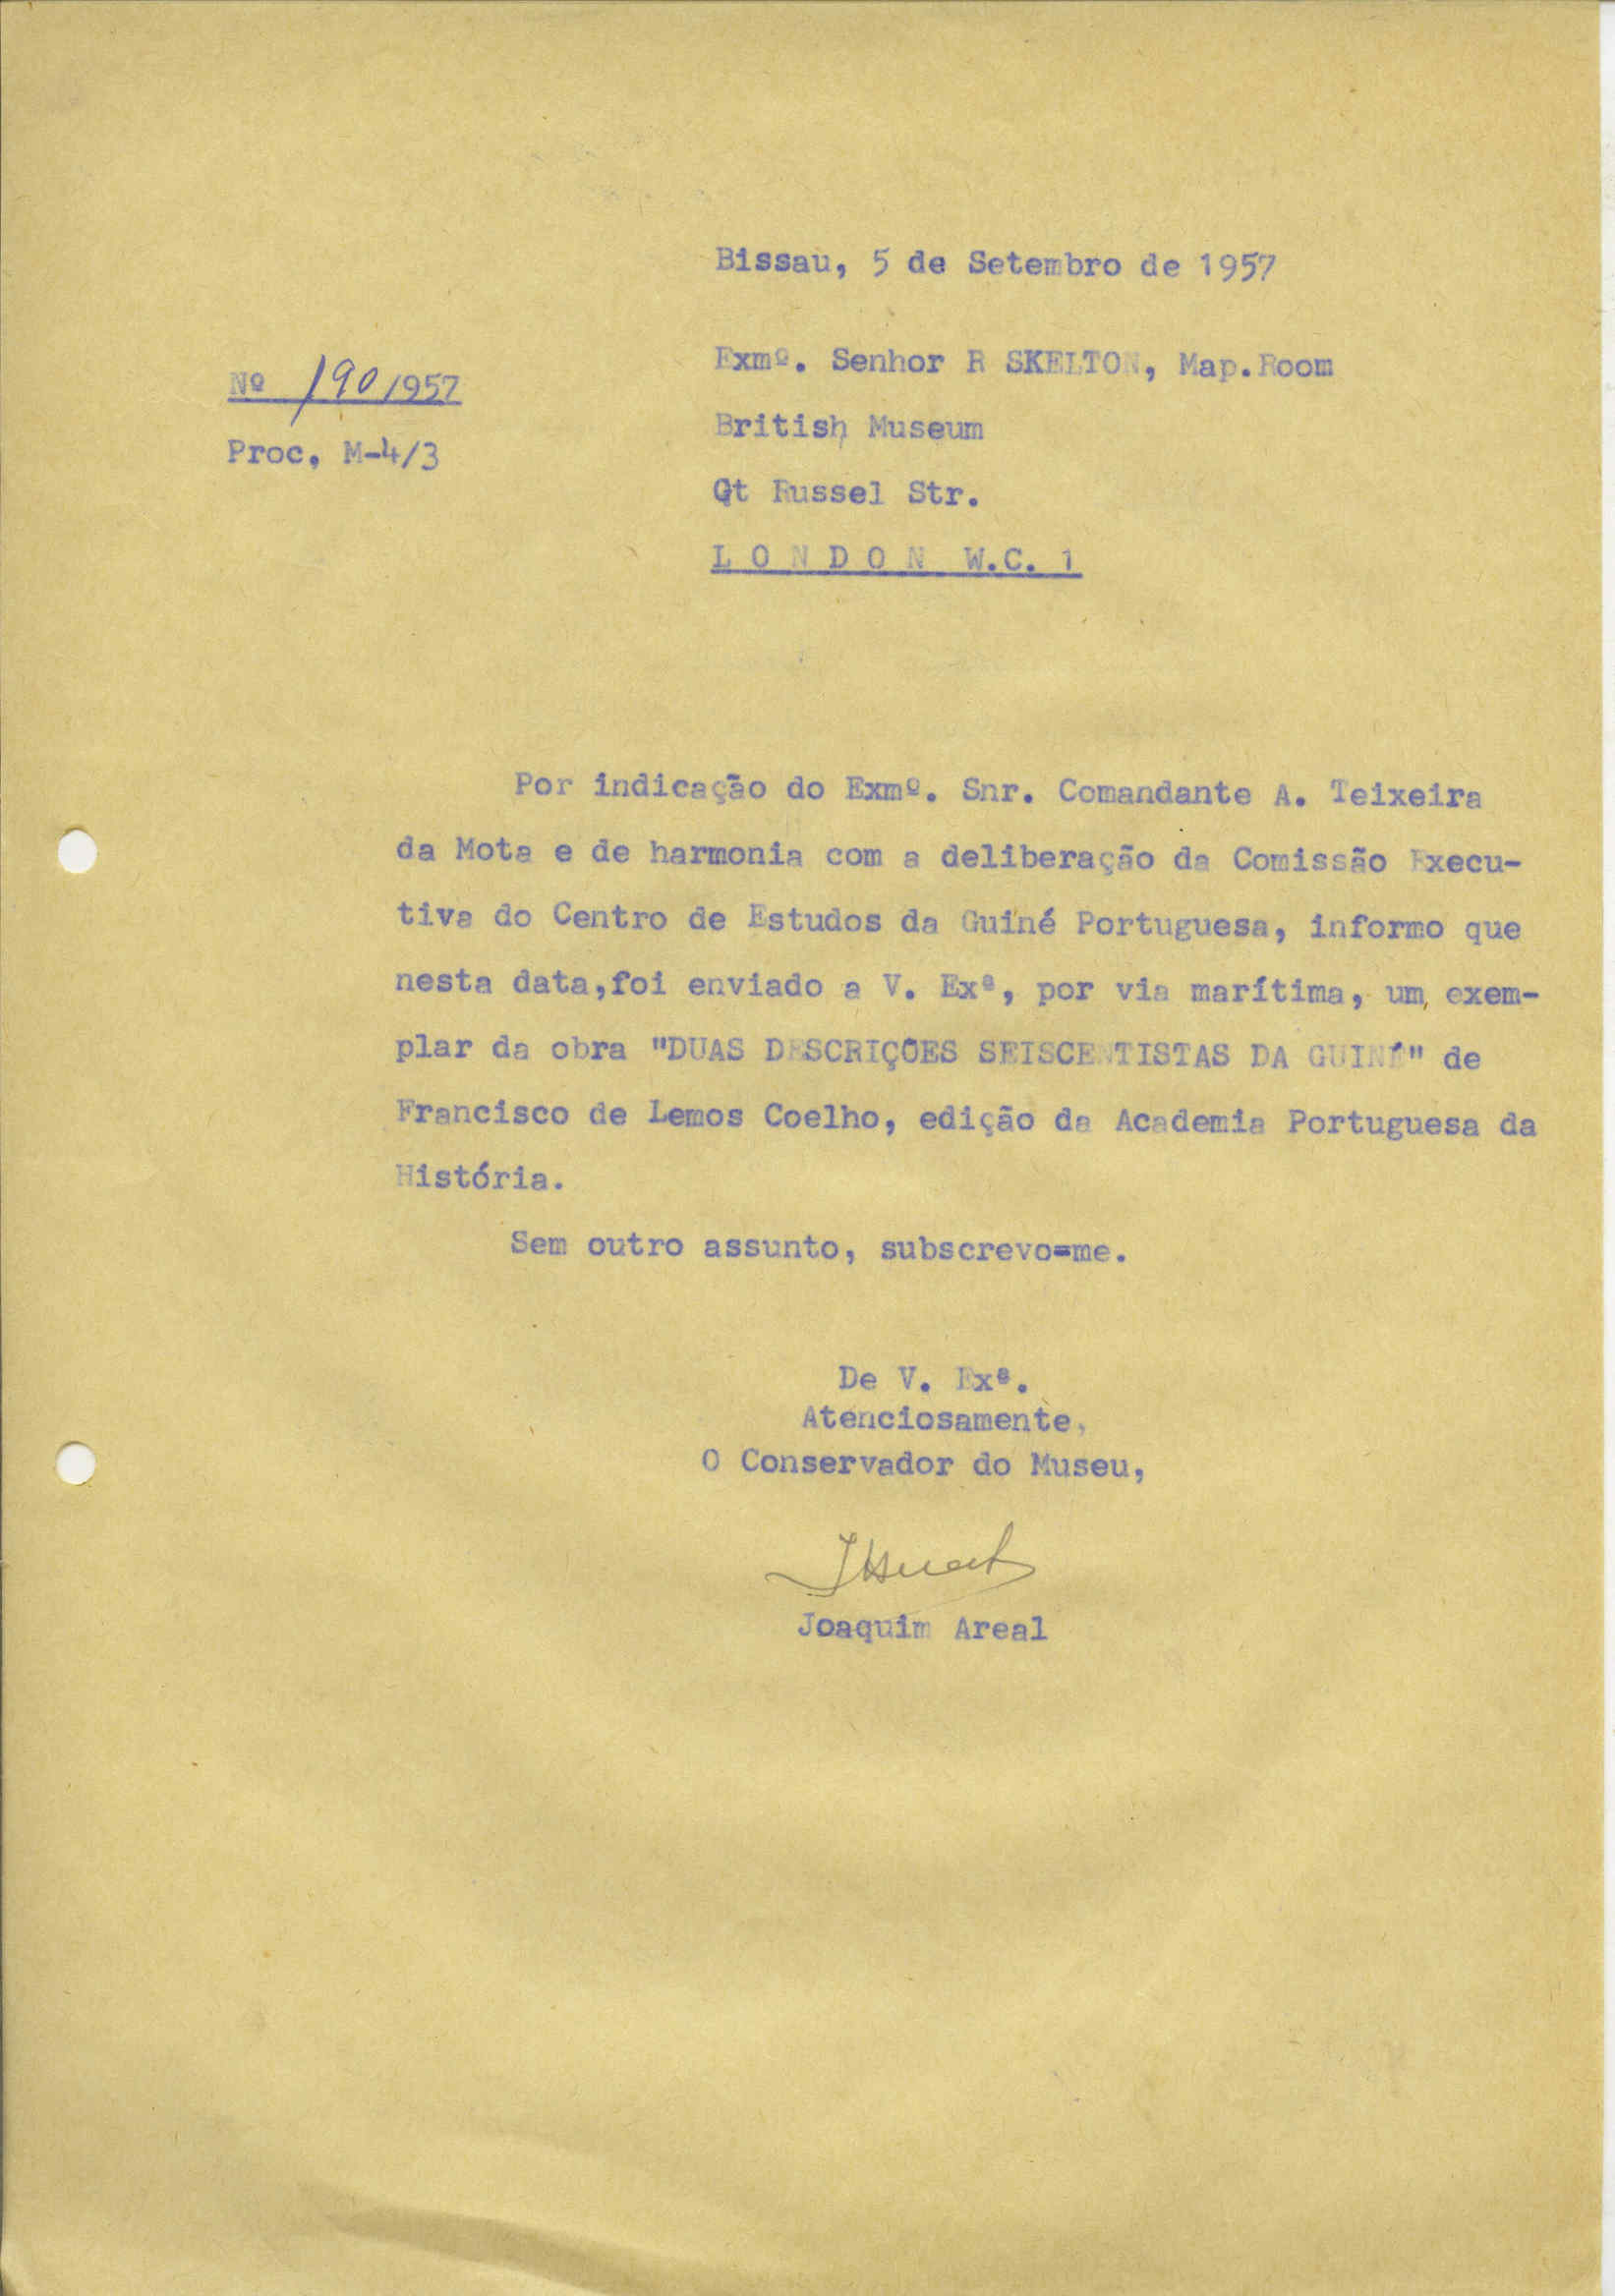 Bissau, 5 de Setembro de 1957
Exmº. Senhor R SKELTON, Map.Room
Nº 190/1957
British Museum
Proc. M-4/3
Gt Russel Str.
L O N D O N W.C. 1
Por indicação do Exmº. Snr. Comandante A. Teixeira
da Mota e de harmonia com a deliberação da Comissão Execu-
tiva do Centro de Estudos da Guiné Portuguesa, informo que
nesta data,foi enviado a V. Exª, por via marítima, um, exem-
plar da obra "DUAS DESCRIÇOES SEISCENTISTAS DA GUINÉ" de
Francisco de Lemos Coelho, edição da Academia Portuguesa da
História.
Sem outro assunto, subscrevo=me.
De V. Exª.
Atenciosamente,
O Conservador do Museu,
Joaquim Areal